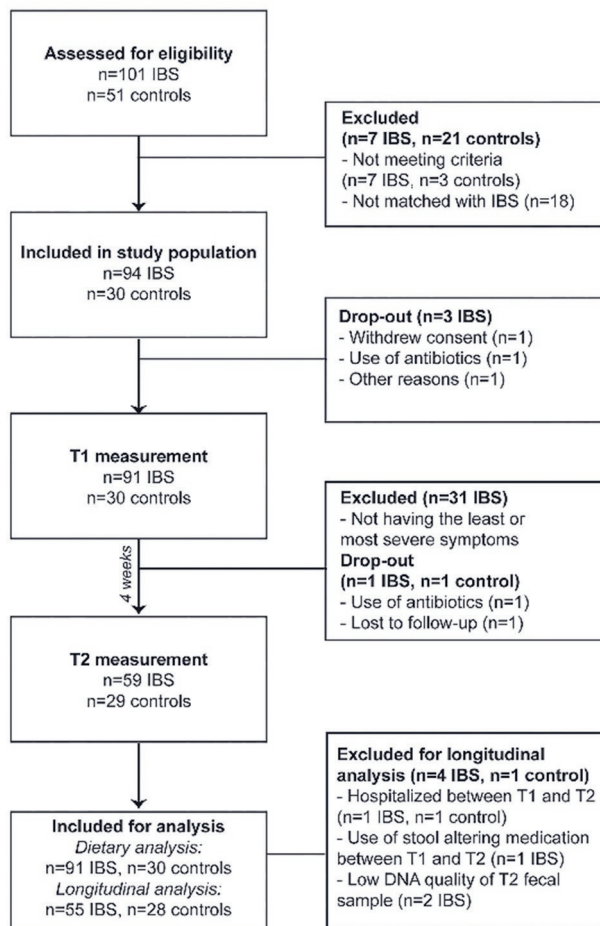 Assessed for eligibility
n=101 IBS
n=51 controls
Excluded
(n=7 IBS, n=21 controls)
- Not meeting criteria
(n=7 IBS, n=3 controls)
- Not matched with IBS (n=18)
Included in study population
n=94 IBS
n=30 controls
Drop-out (n=3 IBS)
- Withdrew consent (n=1)
- Use of antibiotics (n=1)
- Other reasons (n=1)
T1 measurement
n=91 IBS
n=30 controls
Excluded (n=31 IBS)
- Not having the least or
most severe symptoms
Drop-out
(n=1 IBS, n=1 control)
- Use of antibiotics (n=1)
- Lost to follow-up (n=1)
4 weeks
T2 measurement
n=59 IBS
n=29 controls
Excluded for longitudinal
analysis (n=4 IBS, n=1 control)
- Hospitalized between T1 and T2
(n=1 IBS, n=1 control)
- Use of stool altering medication
between T1 and T2 (n=1 IBS)
- Low DNA quality of T2 fecal
sample (n=2 IBS)
Included for analysis
Dietary analysis:
n=91 IBS, n=30 controls
Longitudinal analysis:
n=55 IBS, n=28 controls